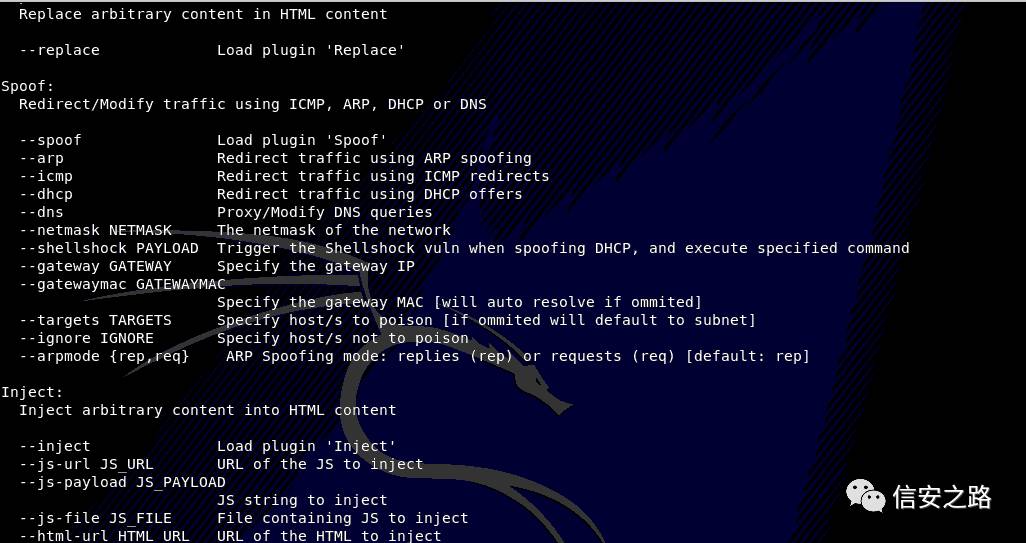 Replace arbitrary content in HTML content
--replace Load plugin 'Replace'
Spoof:
Redirect/Modify traffic using ICMP, ARP, DHCP or DNS
--spoof Load plugin 'Spoof'
--arp Redirect traffic using ARP spoofing
--icmp Redirect traffic using ICMP redirects
--dhcp Redirect traffic using DHCP offers
--dns Proxy/Modify DNS queries
--netmask NETMASK The netmask of the network
--shellshock PAYLOAD Trigger the Shellshock vuln when spoofing DHCP, and execute specified command
--gateway GATEWAY Specify the gateway IP
--gatewaymac GATEWAYMAC
Specify the gateway MAC [will auto resolve if ommited]
--targets TARGETS Specify host/s to poison [if ommited will default to subnet]
--ignore IGNORE Specify host/s not to poison
--arpmode {rep,req} ARP Spoofing mode: replies (rep) or requests (req) [default: rep]
Inject:
Inject arbitrary content into HTML content
--inject Load plugin 'Inject'
--js-url JS_URL URL of the JS to inject
--js-payload JS_PAYLOAD
JS string to inject
--js-file JS_FILE File containing JS to inject
--html-url HTML_URL URL of the HTML to inject
信安之路